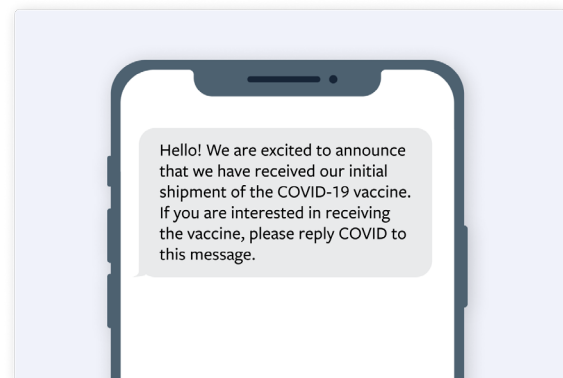 Hello! We are excited to announce
that we have received our initial
shipment of the COVID-19 vaccine.
If you are interested in receiving
the vaccine, please reply COVID to
this message.